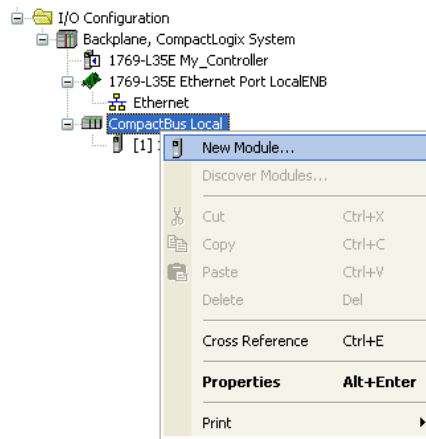 I/O Configuration
Backplane, CompactLogix System
1769-L35E My_Controller
1769-L35E Ethernet Port LocalENB
Ethernet
CompactBus Local
[1]
New Module...
Discover Modules...
Cut Ctrl+X
Copy Ctrl+C
Paste Ctrl+V
Delete Del
Cross Reference Ctrl+E
Properties Alt+Enter
Print